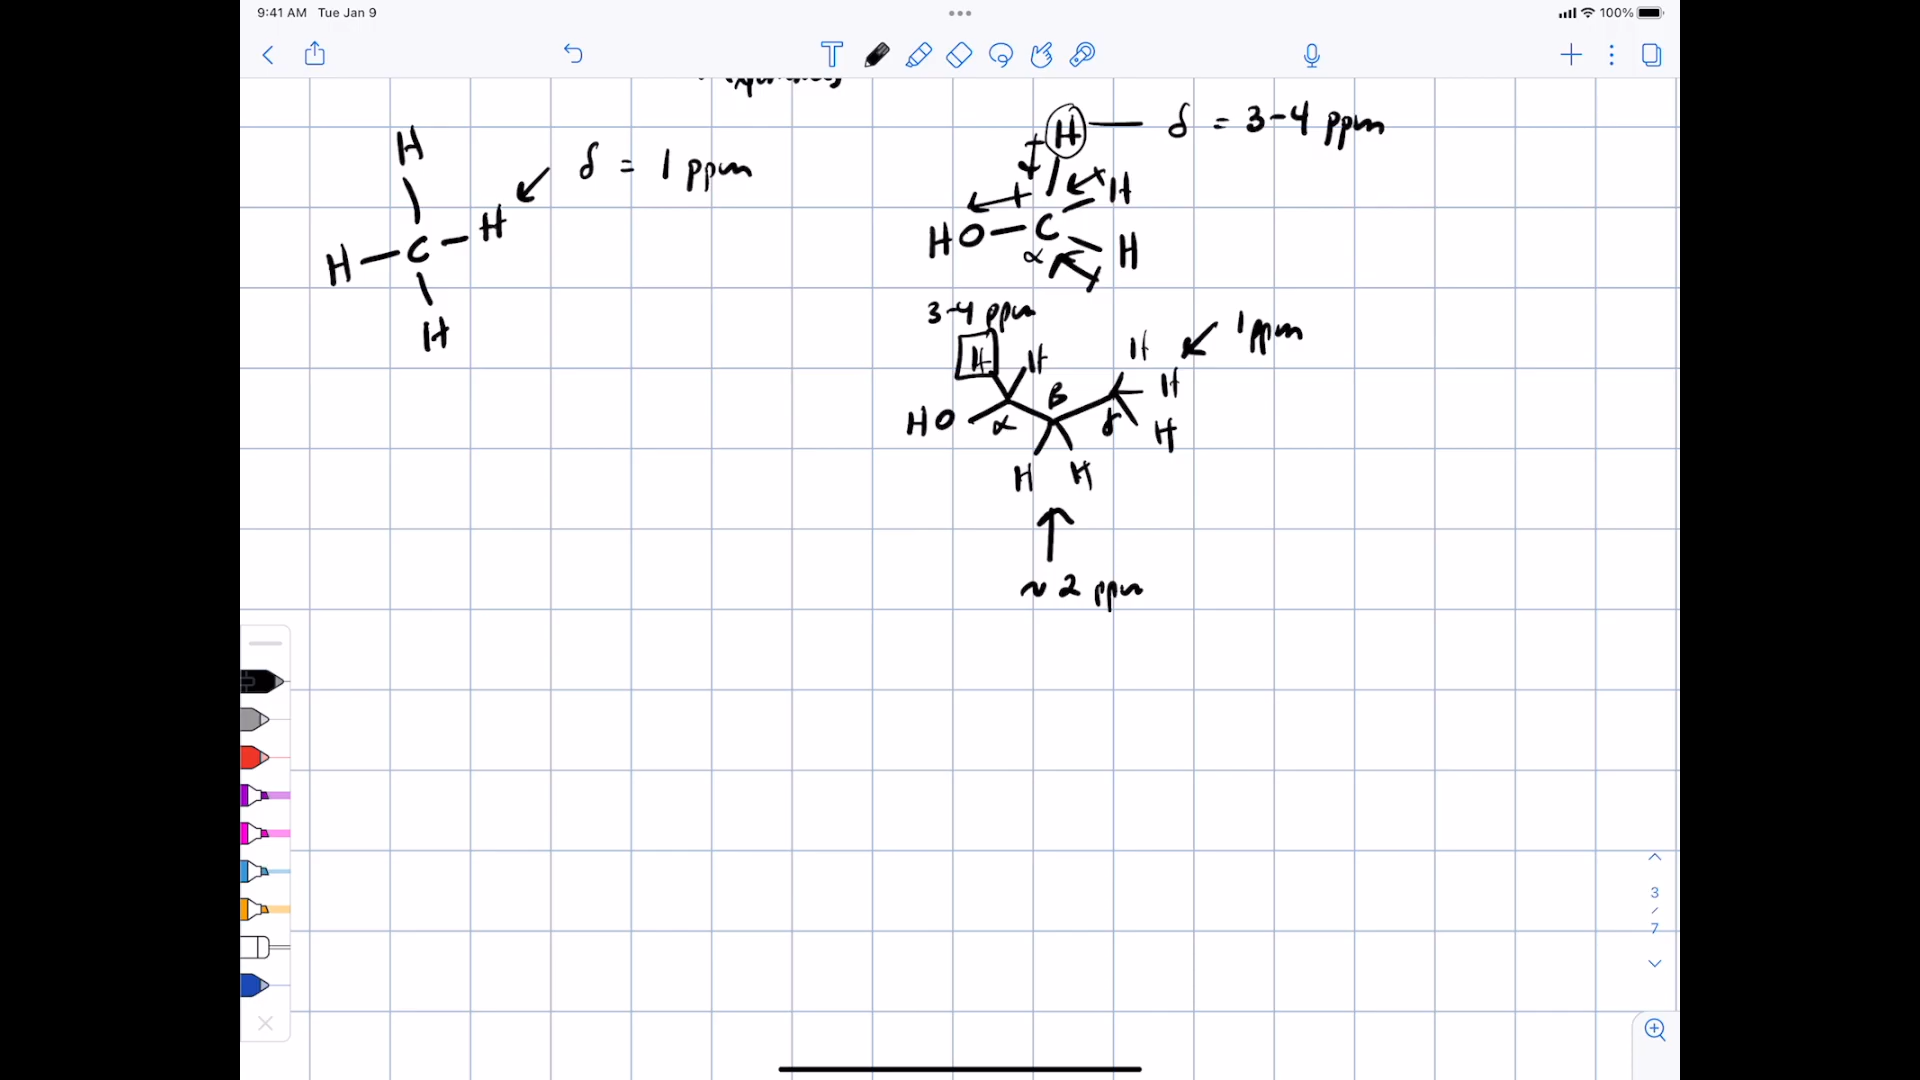 9:41 AM Tue Jan 9
100%
T
H
δ = 1 ppm
H
H – C – H
H
H — δ = 3-4 ppm
H
HO – C
α
H
3-4 ppm
H H
H
1 ppm
H
HO
α
β
γ
H
H H
~ 2 ppm
3
/
7